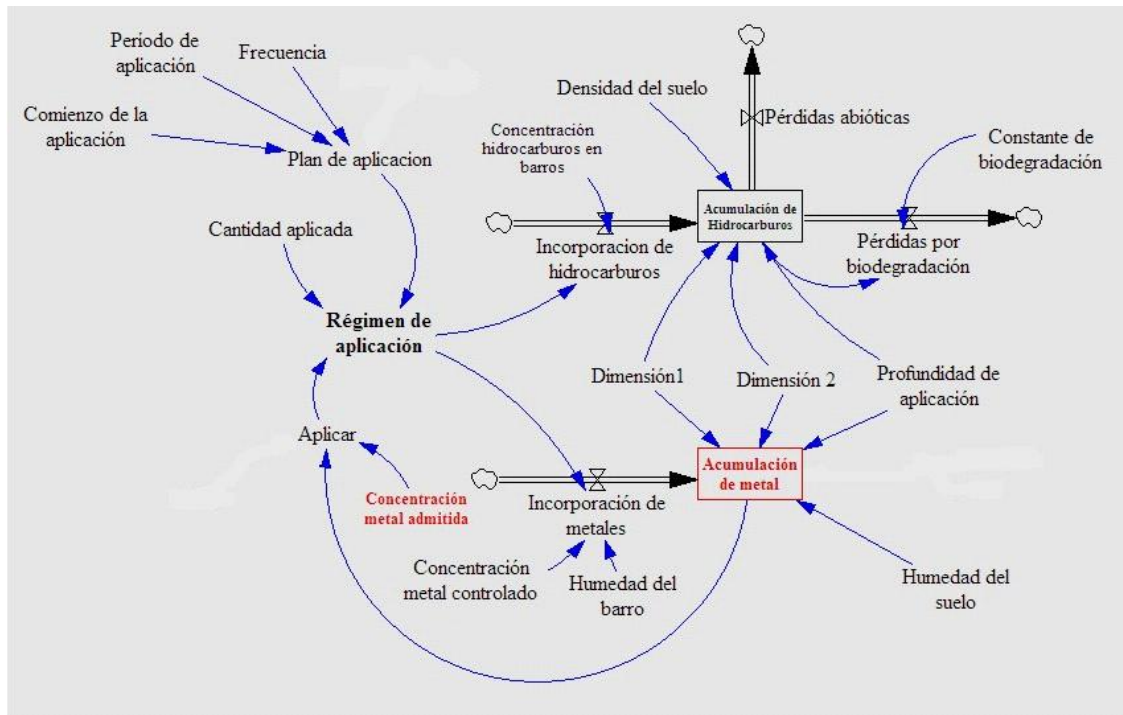 Periodo de
aplicación
Frecuencia
Comienzo de la
aplicación
Plan de aplicacion
Cantidad aplicada
Régimen de
aplicación
Aplicar
Concentración
metal admitida
Densidad del suelo
Pérdidas abióticas
Concentración
hidrocarburos en
barros
Constante de
biodegradación
Acumulación de
Hidrocarburos
Incorporacion de
hidrocarburos
Pérdidas por
biodegradación
Dimensión1
Dimensión 2
Profundidad de
aplicación
Acumulación
de metal
Incorporación de
metales
Concentración
metal controlado
Humedad del
barro
Humedad del
suelo